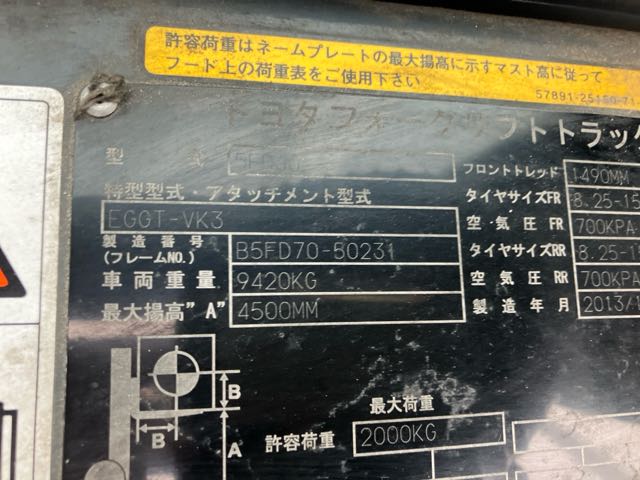 許容荷重はネームプレートの最大揚高に示すマスト高に従って
フード上の荷重表をご使用下さい
57891-25150-71
トヨタフォークリフトトラック
型 式
フロントトレッド 1490MM
特型型式・アタッチメント型式
タイヤサイズFR 8.25-15
EGGT-VK3
空・気圧 FR 700KPA
製造番号
(フレームNO.) B5FD70-B0231
タイヤサイズRR 8.25-1
車両重量 9420KG
空 気圧 RR 700KPA
最大揚高"A" 4500MM
製造年月 2013/
B
B
A
最大荷重
許容荷重 2000KG